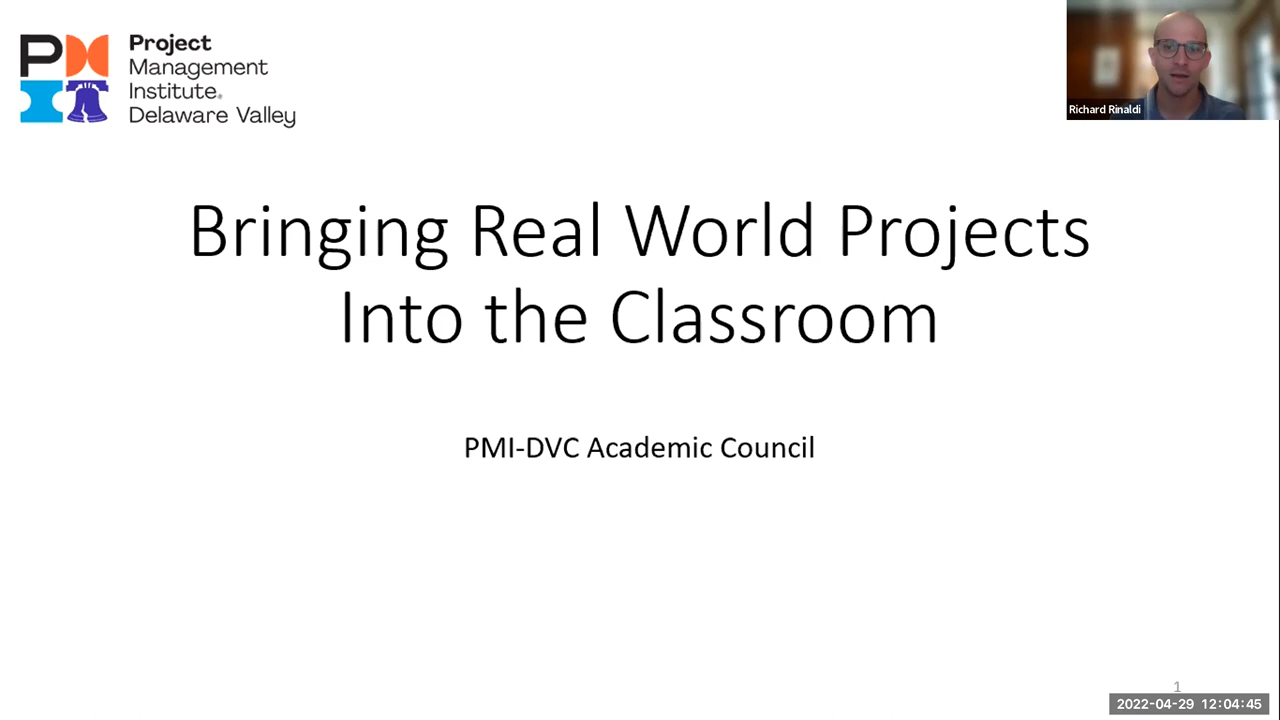 Project
Management
Institute.
Delaware Valley
Richard Rinaldi
Bringing Real World Projects
Into the Classroom
PMI-DVC Academic Council
1
2022-04-29 12:04:45